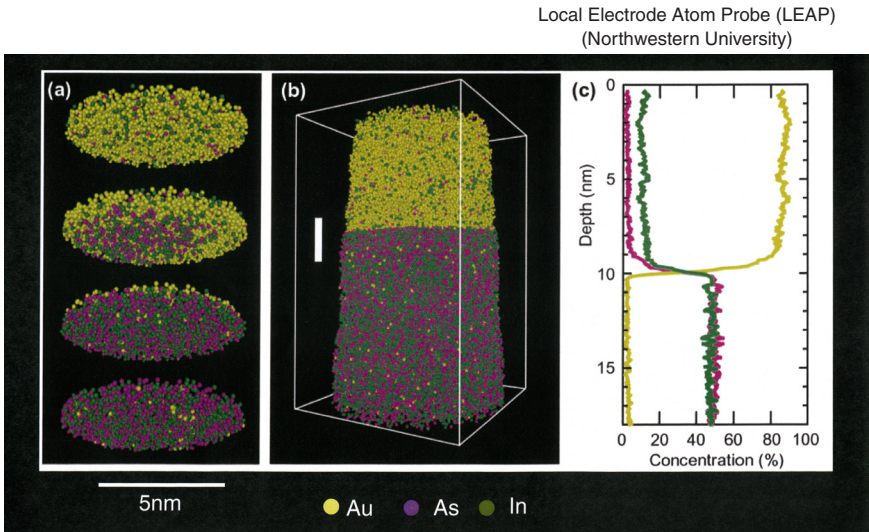 Local Electrode Atom Probe (LEAP)
(Northwestern University)
(a)
(b)
(c)
0
5
10
15
Depth (nm)
0 20 40 60 80 100
Concentration (%)
5nm
Au As In